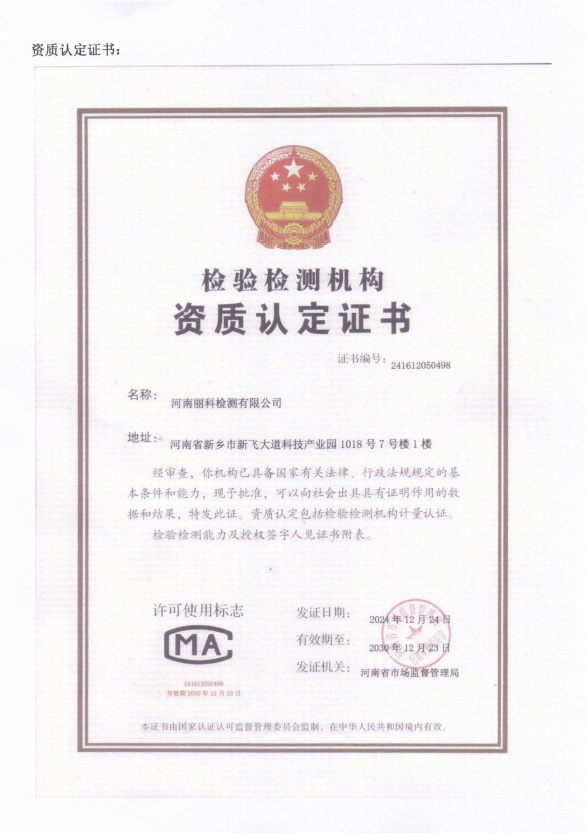 资质认定证书：
检验检测机构
资质认定证书
证书编号：241612050498
名称：河南丽科检测有限公司
地址：河南省新乡市新飞大道科技产业园 1018 号 7 号楼 1 楼
经审查，你机构已具备国家有关法律、行政法规规定的基
本条件和能力，现予批准，可以向社会出具具有证明作用的数
据和结果，特发此证。资质认定包括检验检测机构计量认证。
检验检测能力及授权签字人见证书附表。
许可使用标志
MA
241612050498
有效期 2030 年 12 月 23 日
发证日期：2024 年 12 月 24 日
有效期至：2030 年 12 月 23 日
发证机关：河南省市场监督管理局
本证书由国家认证认可监督管理委员会监制，在中华人民共和国境内有效。